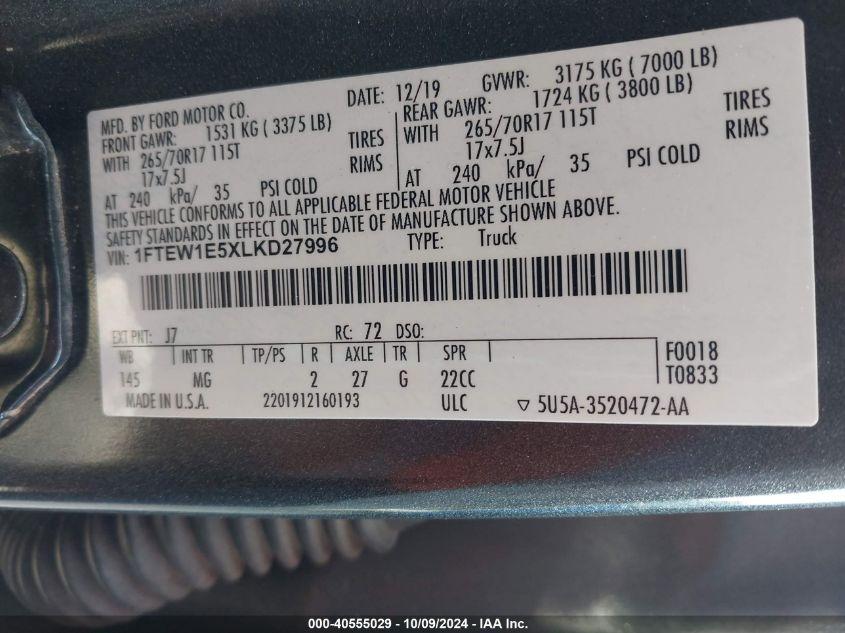 MFD. BY FORD MOTOR CO. DATE: 12/19 GVWR: 3175 KG ( 7000 LB)
FRONT GAWR: 1531 KG ( 3375 LB) REAR GAWR: 1724 KG ( 3800 LB)
WITH 265/70R17 115T TIRES WITH 265/70R17 115T TIRES
17x7.5J RIMS 17x7.5J RIMS
AT 240 kPa/ 35 PSI COLD AT 240 kPa/ 35 PSI COLD
THIS VEHICLE CONFORMS TO ALL APPLICABLE FEDERAL MOTOR VEHICLE
SAFETY STANDARDS IN EFFECT ON THE DATE OF MANUFACTURE SHOWN ABOVE.
VIN: 1FTEW1E5XLKD27996 TYPE: Truck
EXT PNT: J7 RC: 72 DSO:
WB INT TR TP/PS R AXLE TR SPR F0018
145 MG 2 27 G 22CC T0833
MADE IN U.S.A. 2201912160193 ULC ▽ 5U5A-3520472-AA
000-40555029 - 10/09/2024 - IAA Inc.